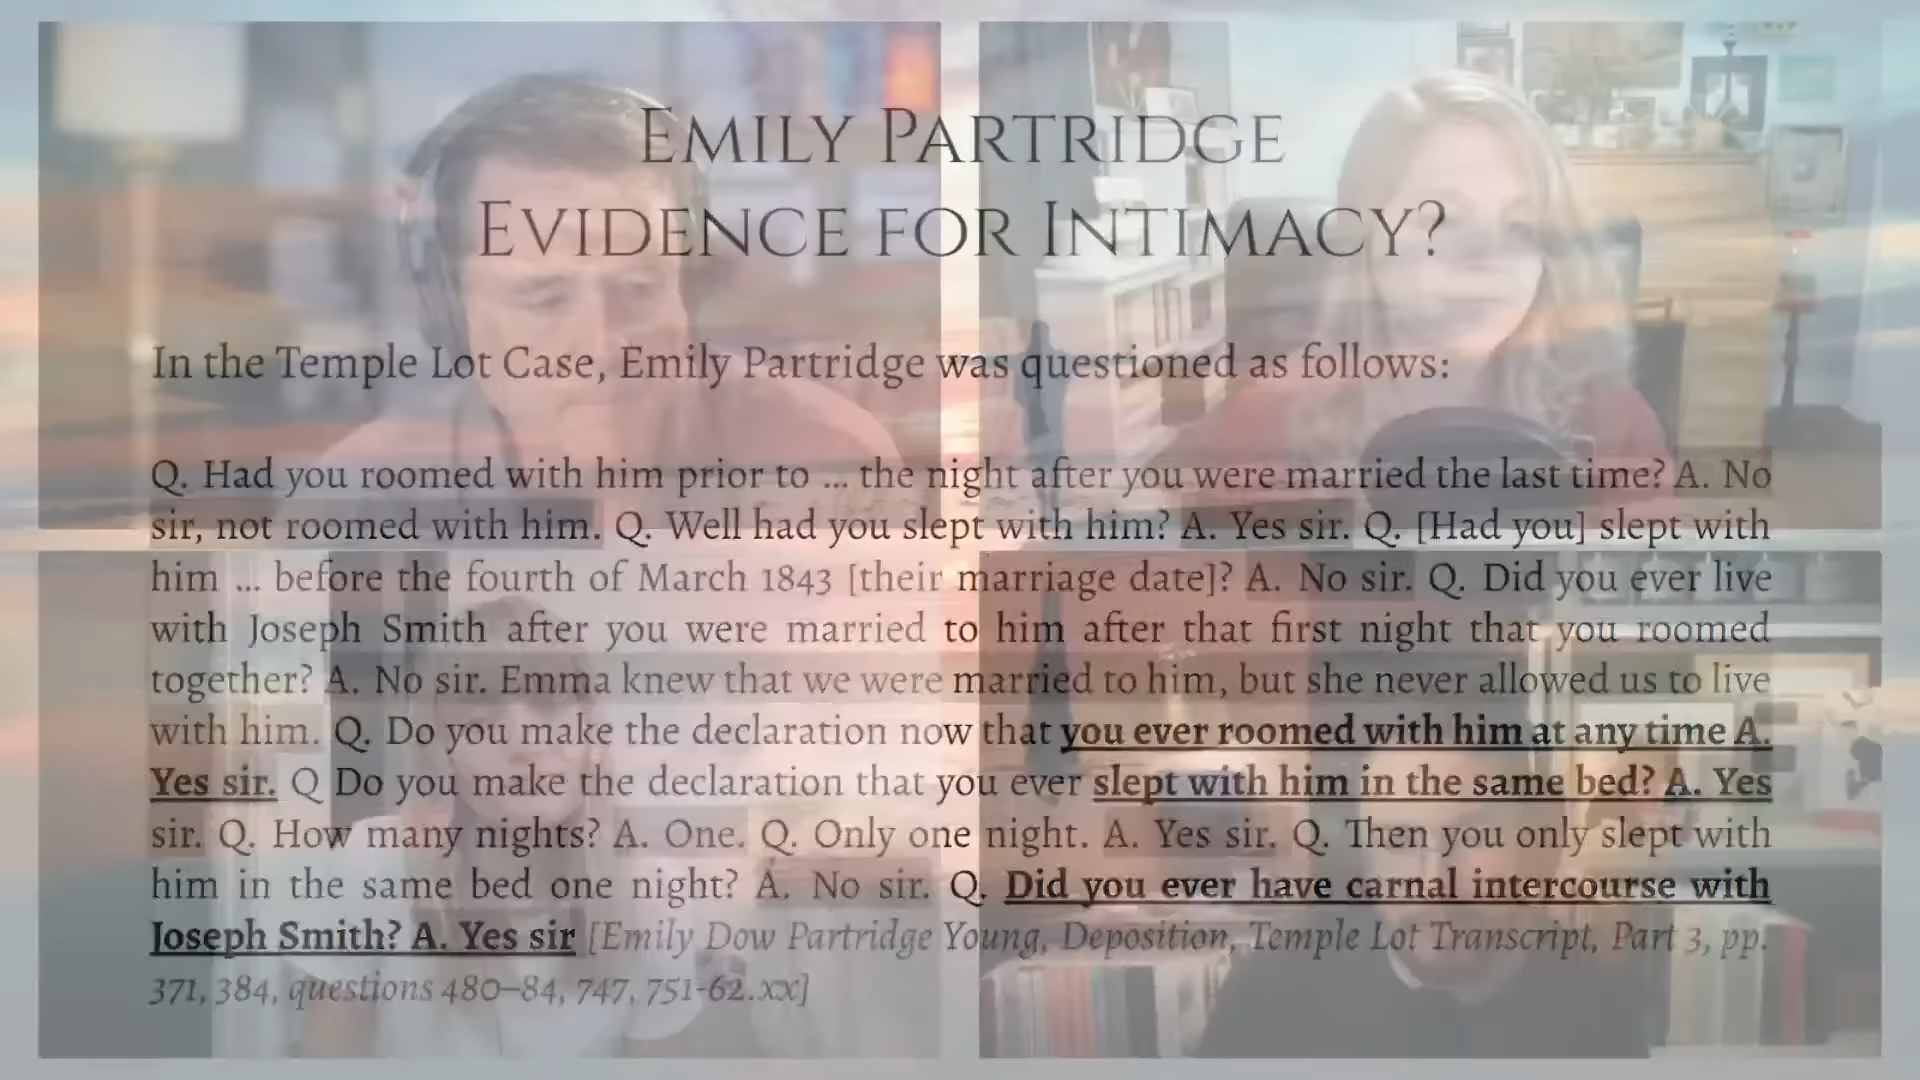 EMILY PARTRIDGE
EVIDENCE FOR INTIMACY?
In the Temple Lot Case, Emily Partridge was questioned as follows:
Q. Had you roomed with him prior to ... the night after you were married the last time? A. No
sir, not roomed with him. Q. Well had you slept with him? A. Yes sir. Q. [Had you] slept with
him ... before the fourth of March 1843 [their marriage date]? A. No sir. Q. Did you ever live
with Joseph Smith after you were married to him after that first night that you roomed
together? A. No sir. Emma knew that we were married to him, but she never allowed us to live
with him. Q. Do you make the declaration now that you ever roomed with him at any time A.
Yes sir. Q Do you make the declaration that you ever slept with him in the same bed? A. Yes
sir. Q. How many nights? A. One. Q. Only one night. A. Yes sir. Q. Then you only slept with
him in the same bed one night? A. No sir. Q. Did you ever have carnal intercourse with
Joseph Smith? A. Yes sir [Emily Dow Partridge Young, Deposition, Temple Lot Transcript, Part 3, pp.
371, 384, questions 480–84, 747, 751-62.xx]